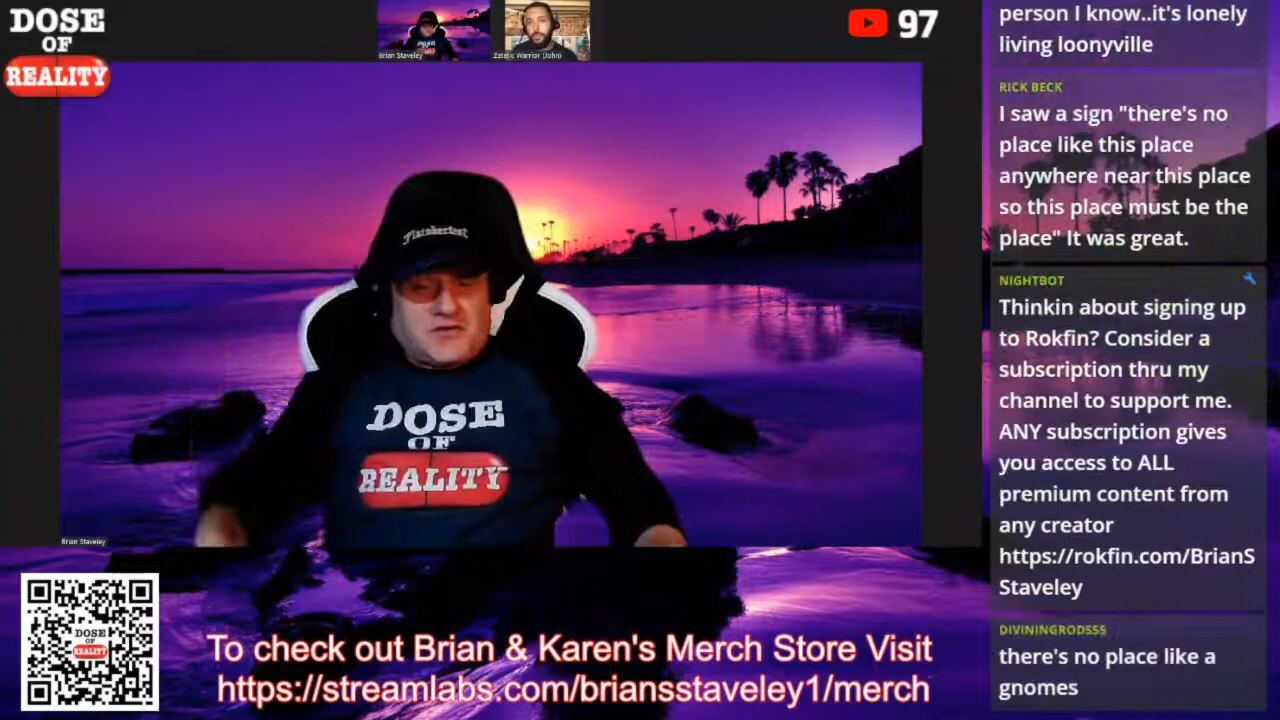 DOSE
OF
REALITY
Brian Staveley
Zetetic Warrior (John)
97
person I know..it's lonely
living loonyville
RICK BECK
I saw a sign "there's no
place like this place
anywhere near this place
so this place must be the
place" It was great.
NIGHTBOT
Thinkin about signing up
to Rokfin? Consider a
subscription thru my
channel to support me.
ANY subscription gives
you access to ALL
premium content from
any creator
https://rokfin.com/BrianS
Staveley
DIVININGRODS55
there's no place like a
gnomes
Flatoberfest
DOSE
OF
REALITY
Brian Staveley
DOSE
OF
REALITY
To check out Brian & Karen's Merch Store Visit
https://streamlabs.com/briansstaveley1/merch